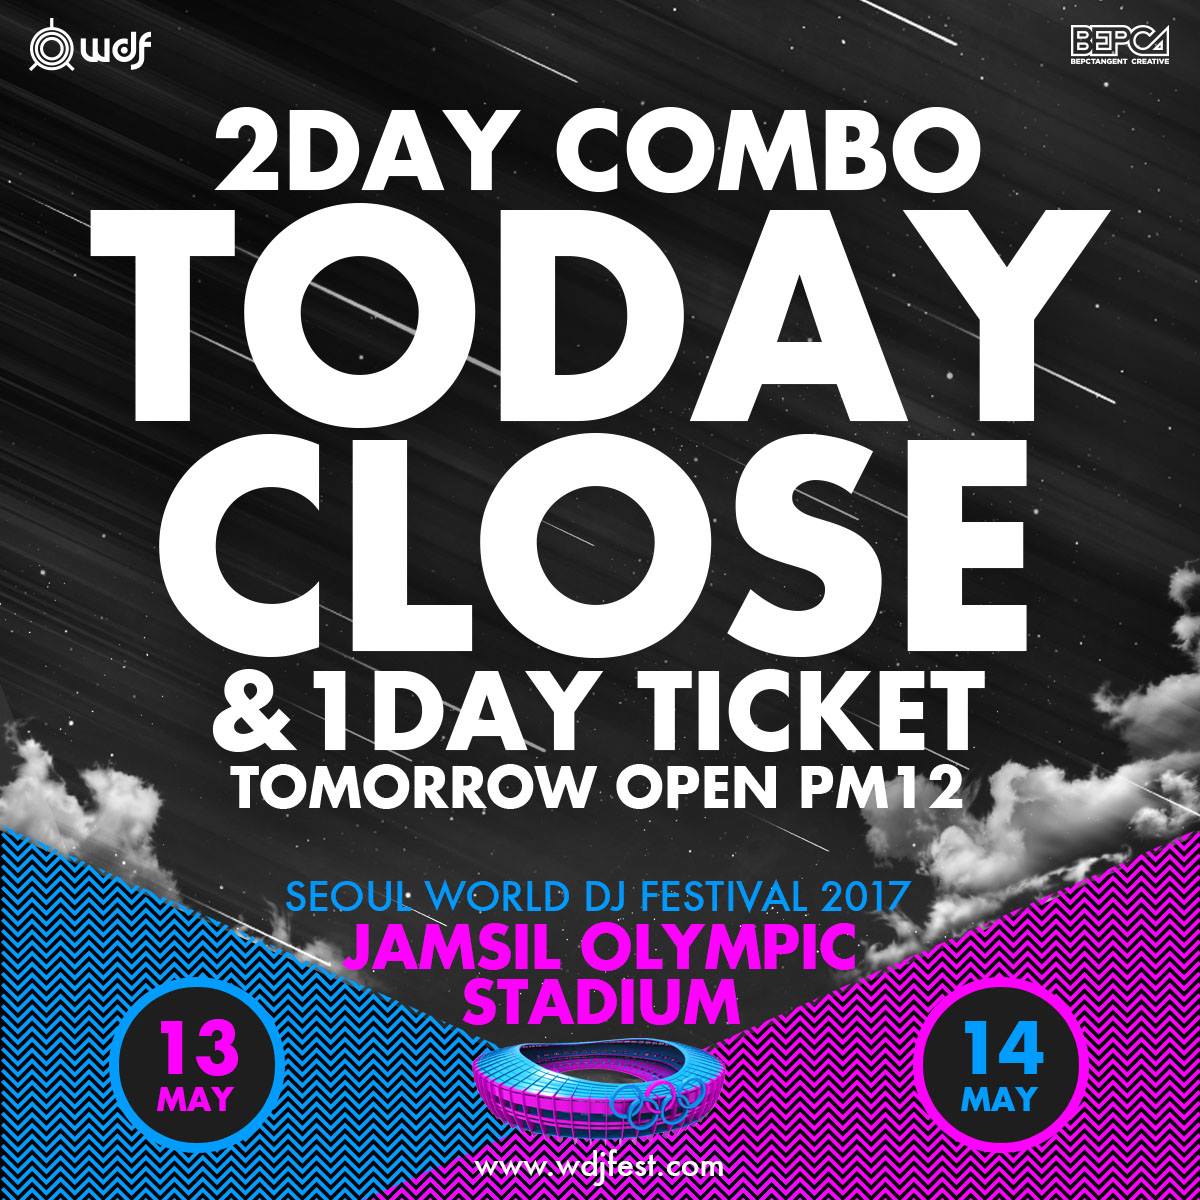 wdf
BEPCA
BEPCTANGENT CREATIVE
2DAY COMBO
TODAY
CLOSE
& 1DAY TICKET
TOMORROW OPEN PM12
SEOUL WORLD DJ FESTIVAL 2017
JAMSIL OLYMPIC
STADIUM
13
MAY
14
MAY
www.wdjfest.com